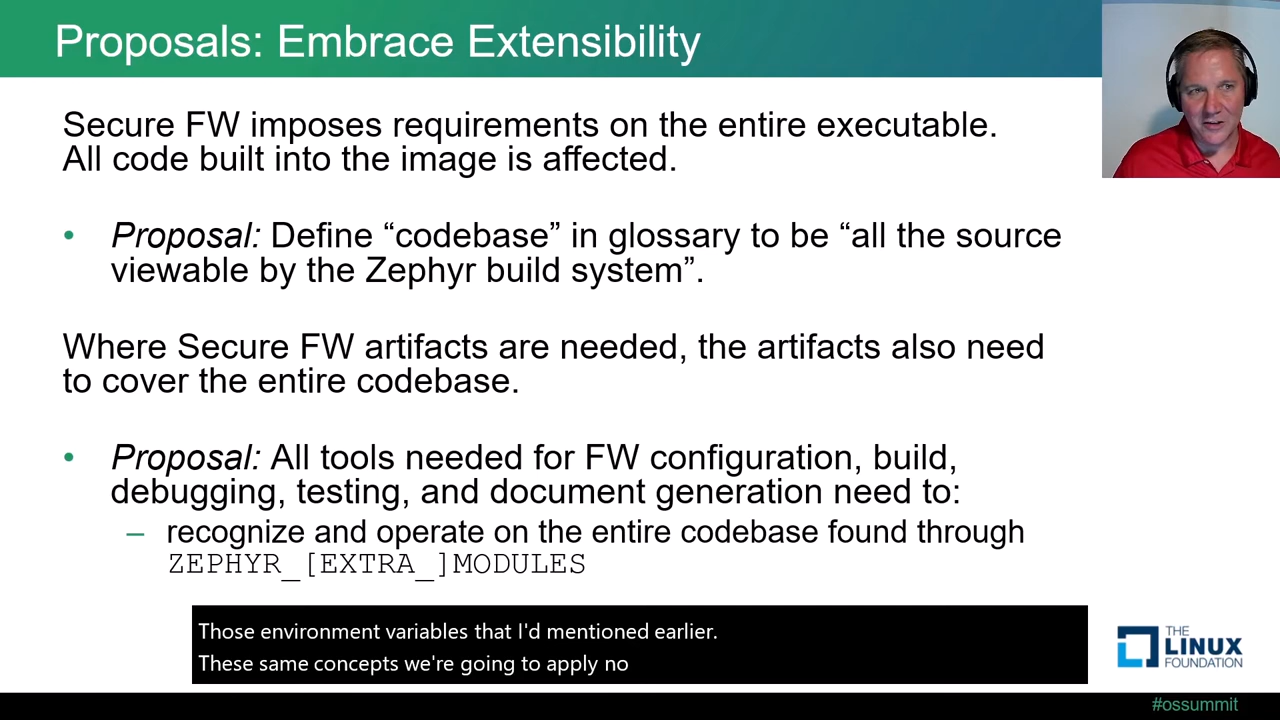 Proposals: Embrace Extensibility
Secure FW imposes requirements on the entire executable.
All code built into the image is affected.
• Proposal: Define “codebase” in glossary to be “all the source
viewable by the Zephyr build system”.
Where Secure FW artifacts are needed, the artifacts also need
to cover the entire codebase.
• Proposal: All tools needed for FW configuration, build,
debugging, testing, and document generation need to:
– recognize and operate on the entire codebase found through
ZEPHYR_[EXTRA_]MODULES
Those environment variables that I'd mentioned earlier.
These same concepts we're going to apply no
THE
LINUX
FOUNDATION
#ossummit